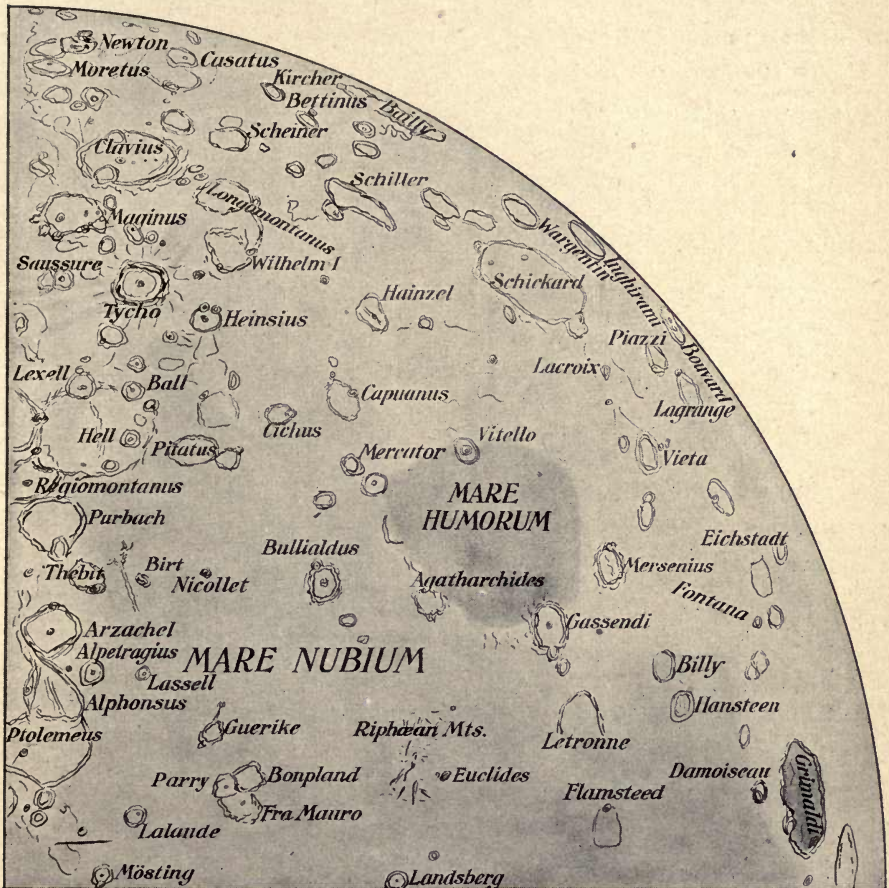 Newton
Moretus
Casatus
Kircher
Bettinus
Bailly
Scheiner
Clavius
Schiller
Longomontanus
Maginus
Wilhelm I
Wargentin
Inghirami
Saussure
Schickard
Tycho
Heinsius
Hainzel
Piazzi
Bouvard
Lexell
Ball
Lacroix
Capuanus
Lagrange
Hell
Pitatus
Cichus
Mercator
Vitello
Vieta
Regiomontanus
MARE
HUMORUM
Purbach
Eichstadt
Bullialdus
Thebit
Birt
Nicollet
Agatharchides
Mersenius
Fontana
Arzachel
Gassendi
Alpetragius
MARE NUBIUM
Billy
Lassell
Alphonsus
Hansteen
Ptolemeus
Guerike
Riphæan Mts.
Letronne
Parry
Bonpland
Euclides
Damoiseau
Grimaldi
Flamsteed
Fra Mauro
Lalande
Mösting
Landsberg